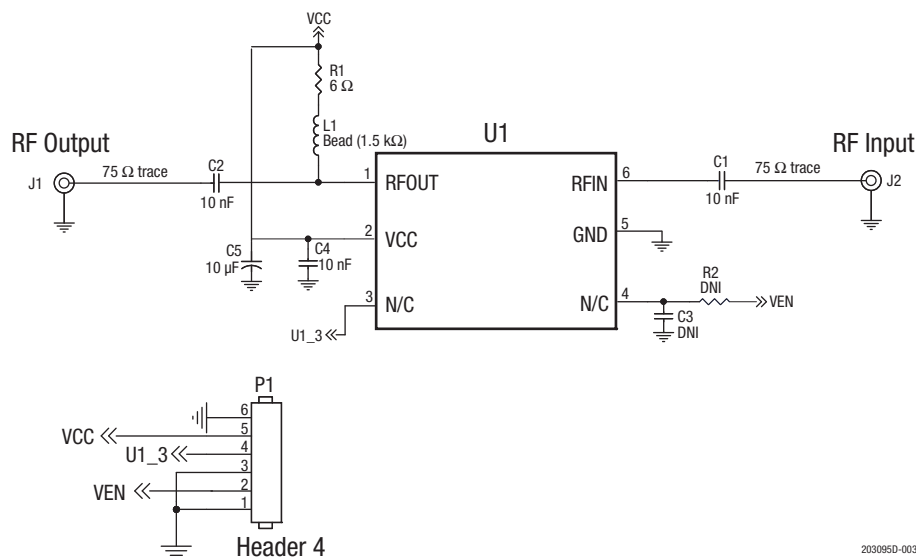 VCC
R1
6 Ω
L1
Bead (1.5 kΩ)
U1
RF Output
RF Input
J1
75 Ω trace
C2
10 nF
1
RFOUT
RFIN
6
C1
10 nF
75 Ω trace
J2
2
VCC
GND
5
C5
10 µF
C4
10 nF
3
N/C
N/C
4
R2
DNI
VEN
C3
DNI
U1_3
P1
6
VCC
5
U1_3
4
3
VEN
2
1
Header 4
203095D-003